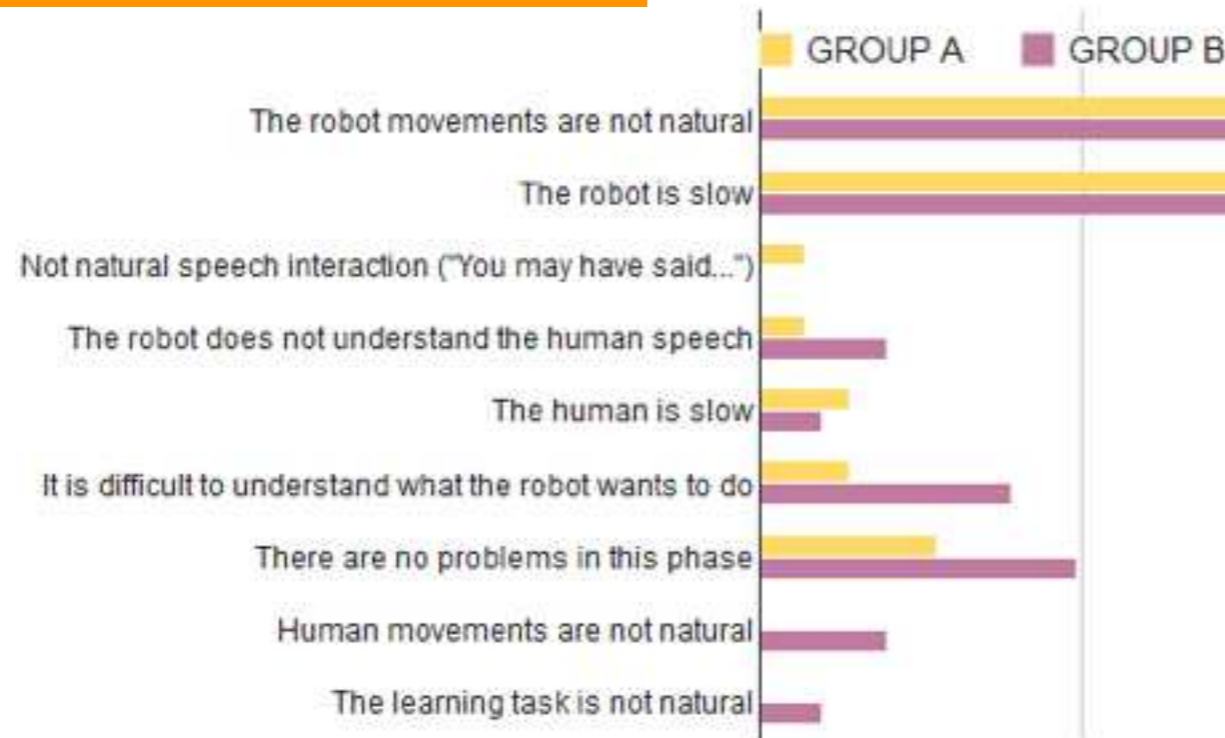 GROUP A GROUP B
The robot movements are not natural
The robot is slow
Not natural speech interaction ("You may have said...")
The robot does not understand the human speech
The human is slow
It is difficult to understand what the robot wants to do
There are no problems in this phase
Human movements are not natural
The learning task is not natural